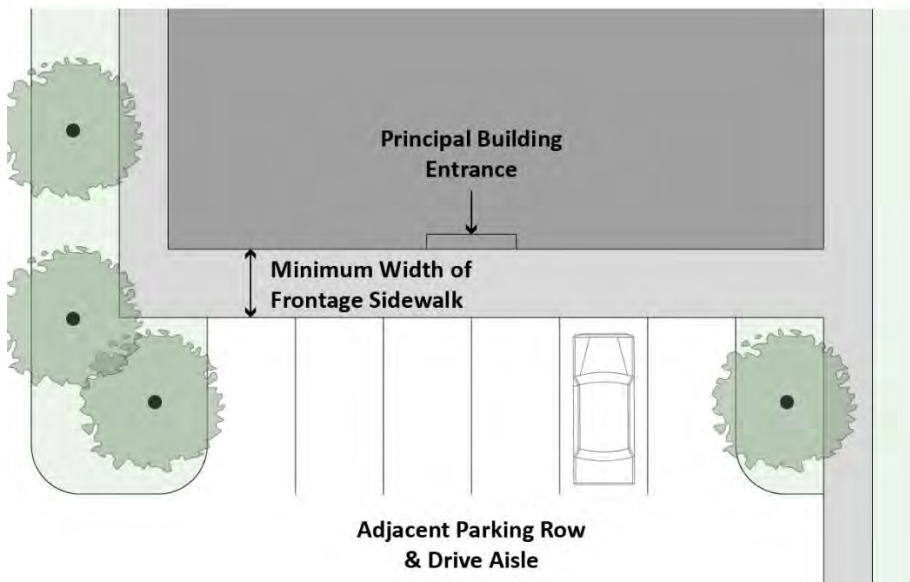 Principal Building
Entrance
Minimum Width of
Frontage Sidewalk
Adjacent Parking Row
& Drive Aisle